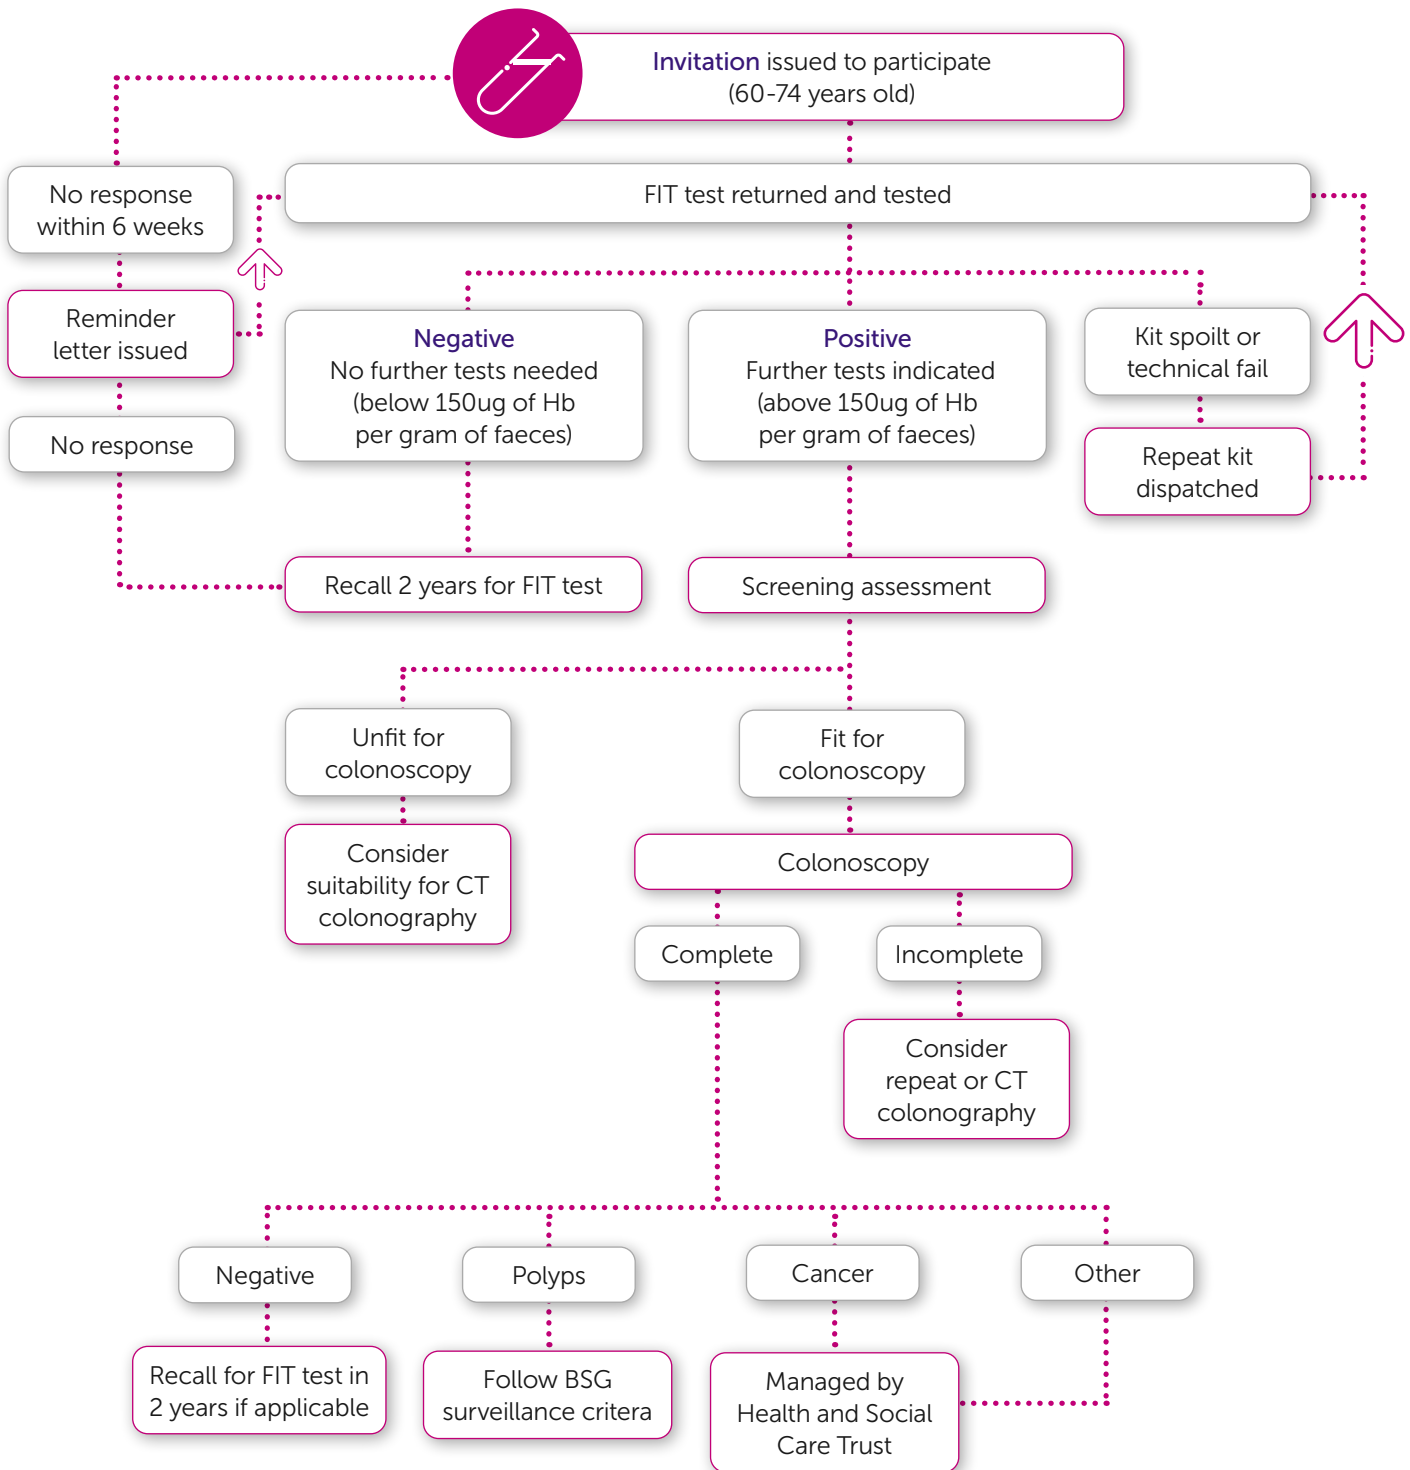 Invitation issued to participate
(60-74 years old)
No response
within 6 weeks
FIT test returned and tested
Reminder
letter issued
Negative
No further tests needed
(below 150ug of Hb
per gram of faeces)
Positive
Further tests indicated
(above 150ug of Hb
per gram of faeces)
Kit spoilt or
technical fail
No response
Repeat kit
dispatched
Recall 2 years for FIT test
Screening assessment
Unfit for
colonoscopy
Fit for
colonoscopy
Consider
suitability for CT
colonography
Colonoscopy
Complete
Incomplete
Consider
repeat or CT
colonography
Negative
Polyps
Cancer
Other
Recall for FIT test in
2 years if applicable
Follow BSG
surveillance critera
Managed by
Health and Social
Care Trust